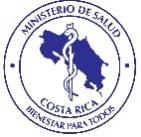 MINISTERIO DE SALUD
COSTA RICA
BIENESTAR PARA TODOS